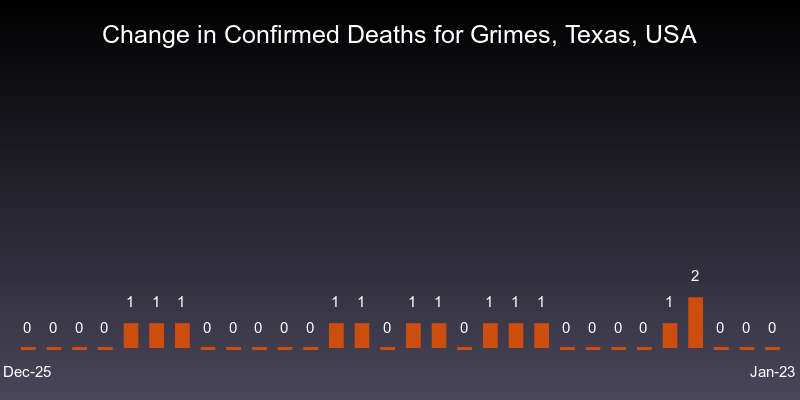 Change in Confirmed Deaths for Grimes, Texas, USA
2
1 1 1 1 1 1 1 1 1 1 1
0 0 0 0 0 0 0 0 0 0 0 0 0 0 0 0 0 0
Dec-25 Jan-23